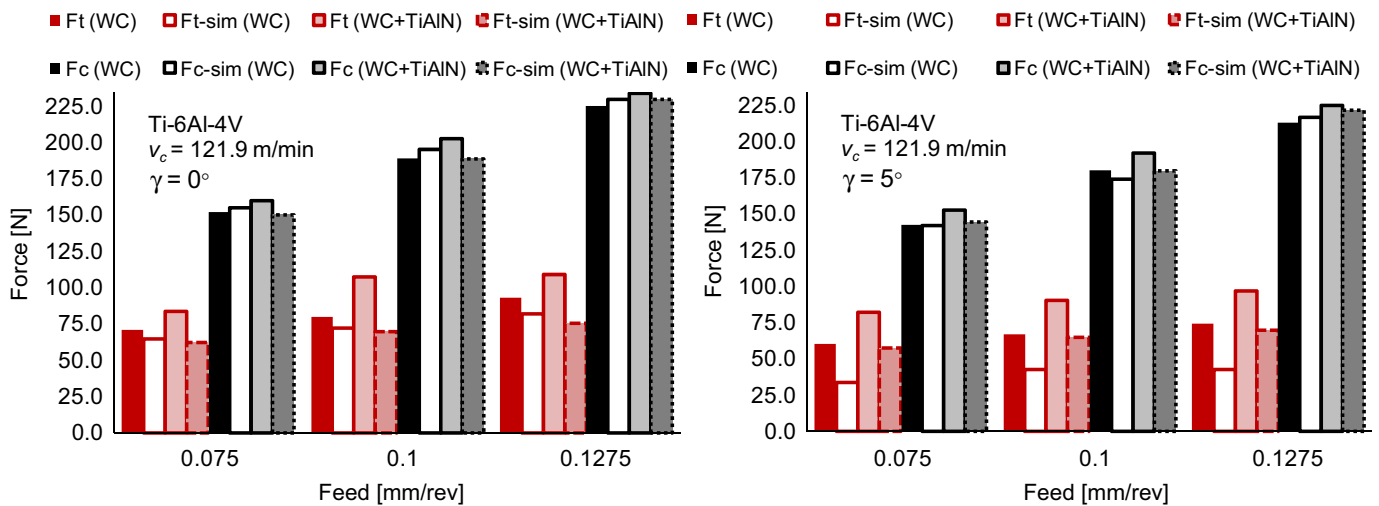 Ft (WC) Ft-sim (WC) Ft (WC+TiAlN) Ft-sim (WC+TiAlN)
Fc (WC) Fc-sim (WC) Fc (WC+TiAlN) Fc-sim (WC+TiAlN)
Ti-6Al-4V
v_c = 121.9 m/min
γ = 0°
Force [N]
225.0
200.0
175.0
150.0
125.0
100.0
75.0
50.0
25.0
0.0
0.075 0.1 0.1275
Feed [mm/rev]
Ft (WC) Ft-sim (WC) Ft (WC+TiAlN) Ft-sim (WC+TiAlN)
Fc (WC) Fc-sim (WC) Fc (WC+TiAlN) Fc-sim (WC+TiAlN)
Ti-6Al-4V
v_c = 121.9 m/min
γ = 5°
Force [N]
225.0
200.0
175.0
150.0
125.0
100.0
75.0
50.0
25.0
0.0
0.075 0.1 0.1275
Feed [mm/rev]